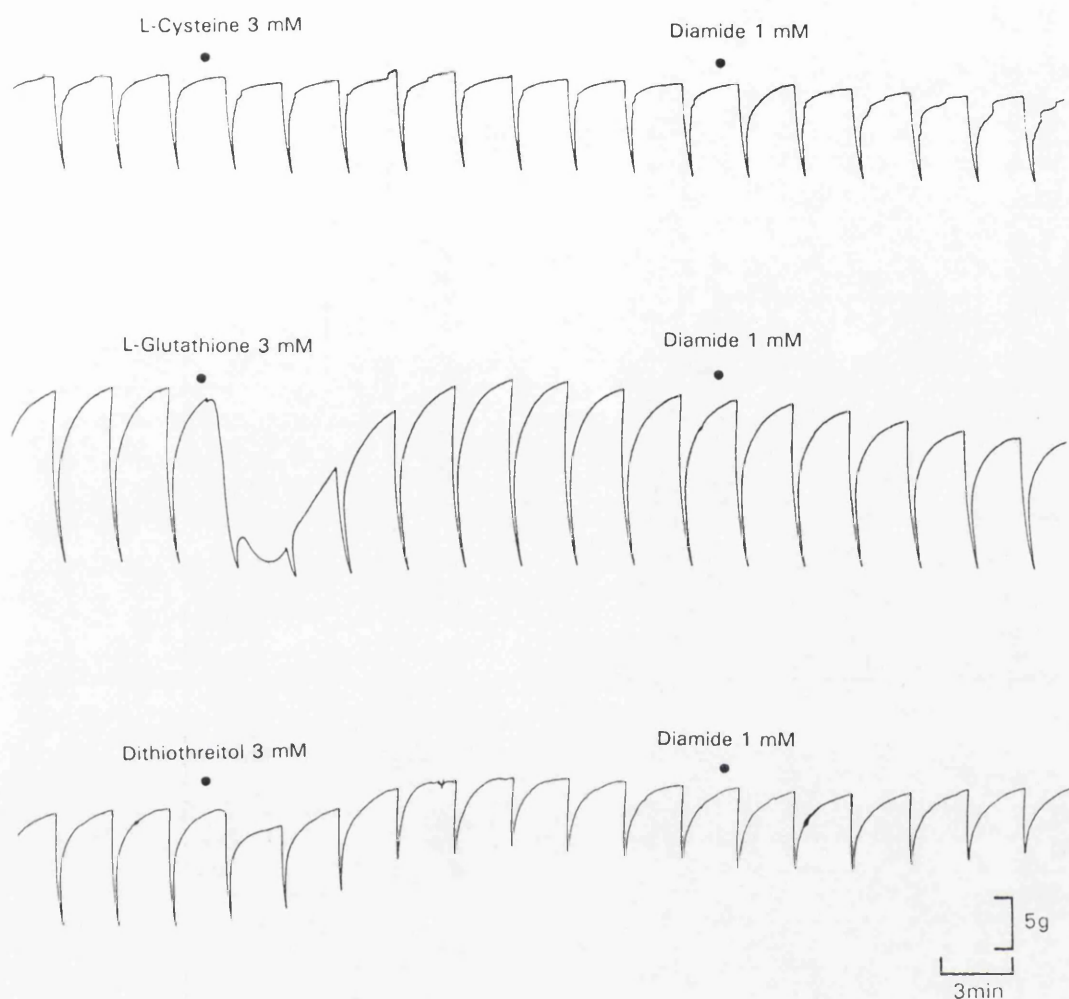 L-Cysteine 3 mM
Diamide 1 mM
L-Glutathione 3 mM
Diamide 1 mM
Dithiothreitol 3 mM
Diamide 1 mM
5g
3min